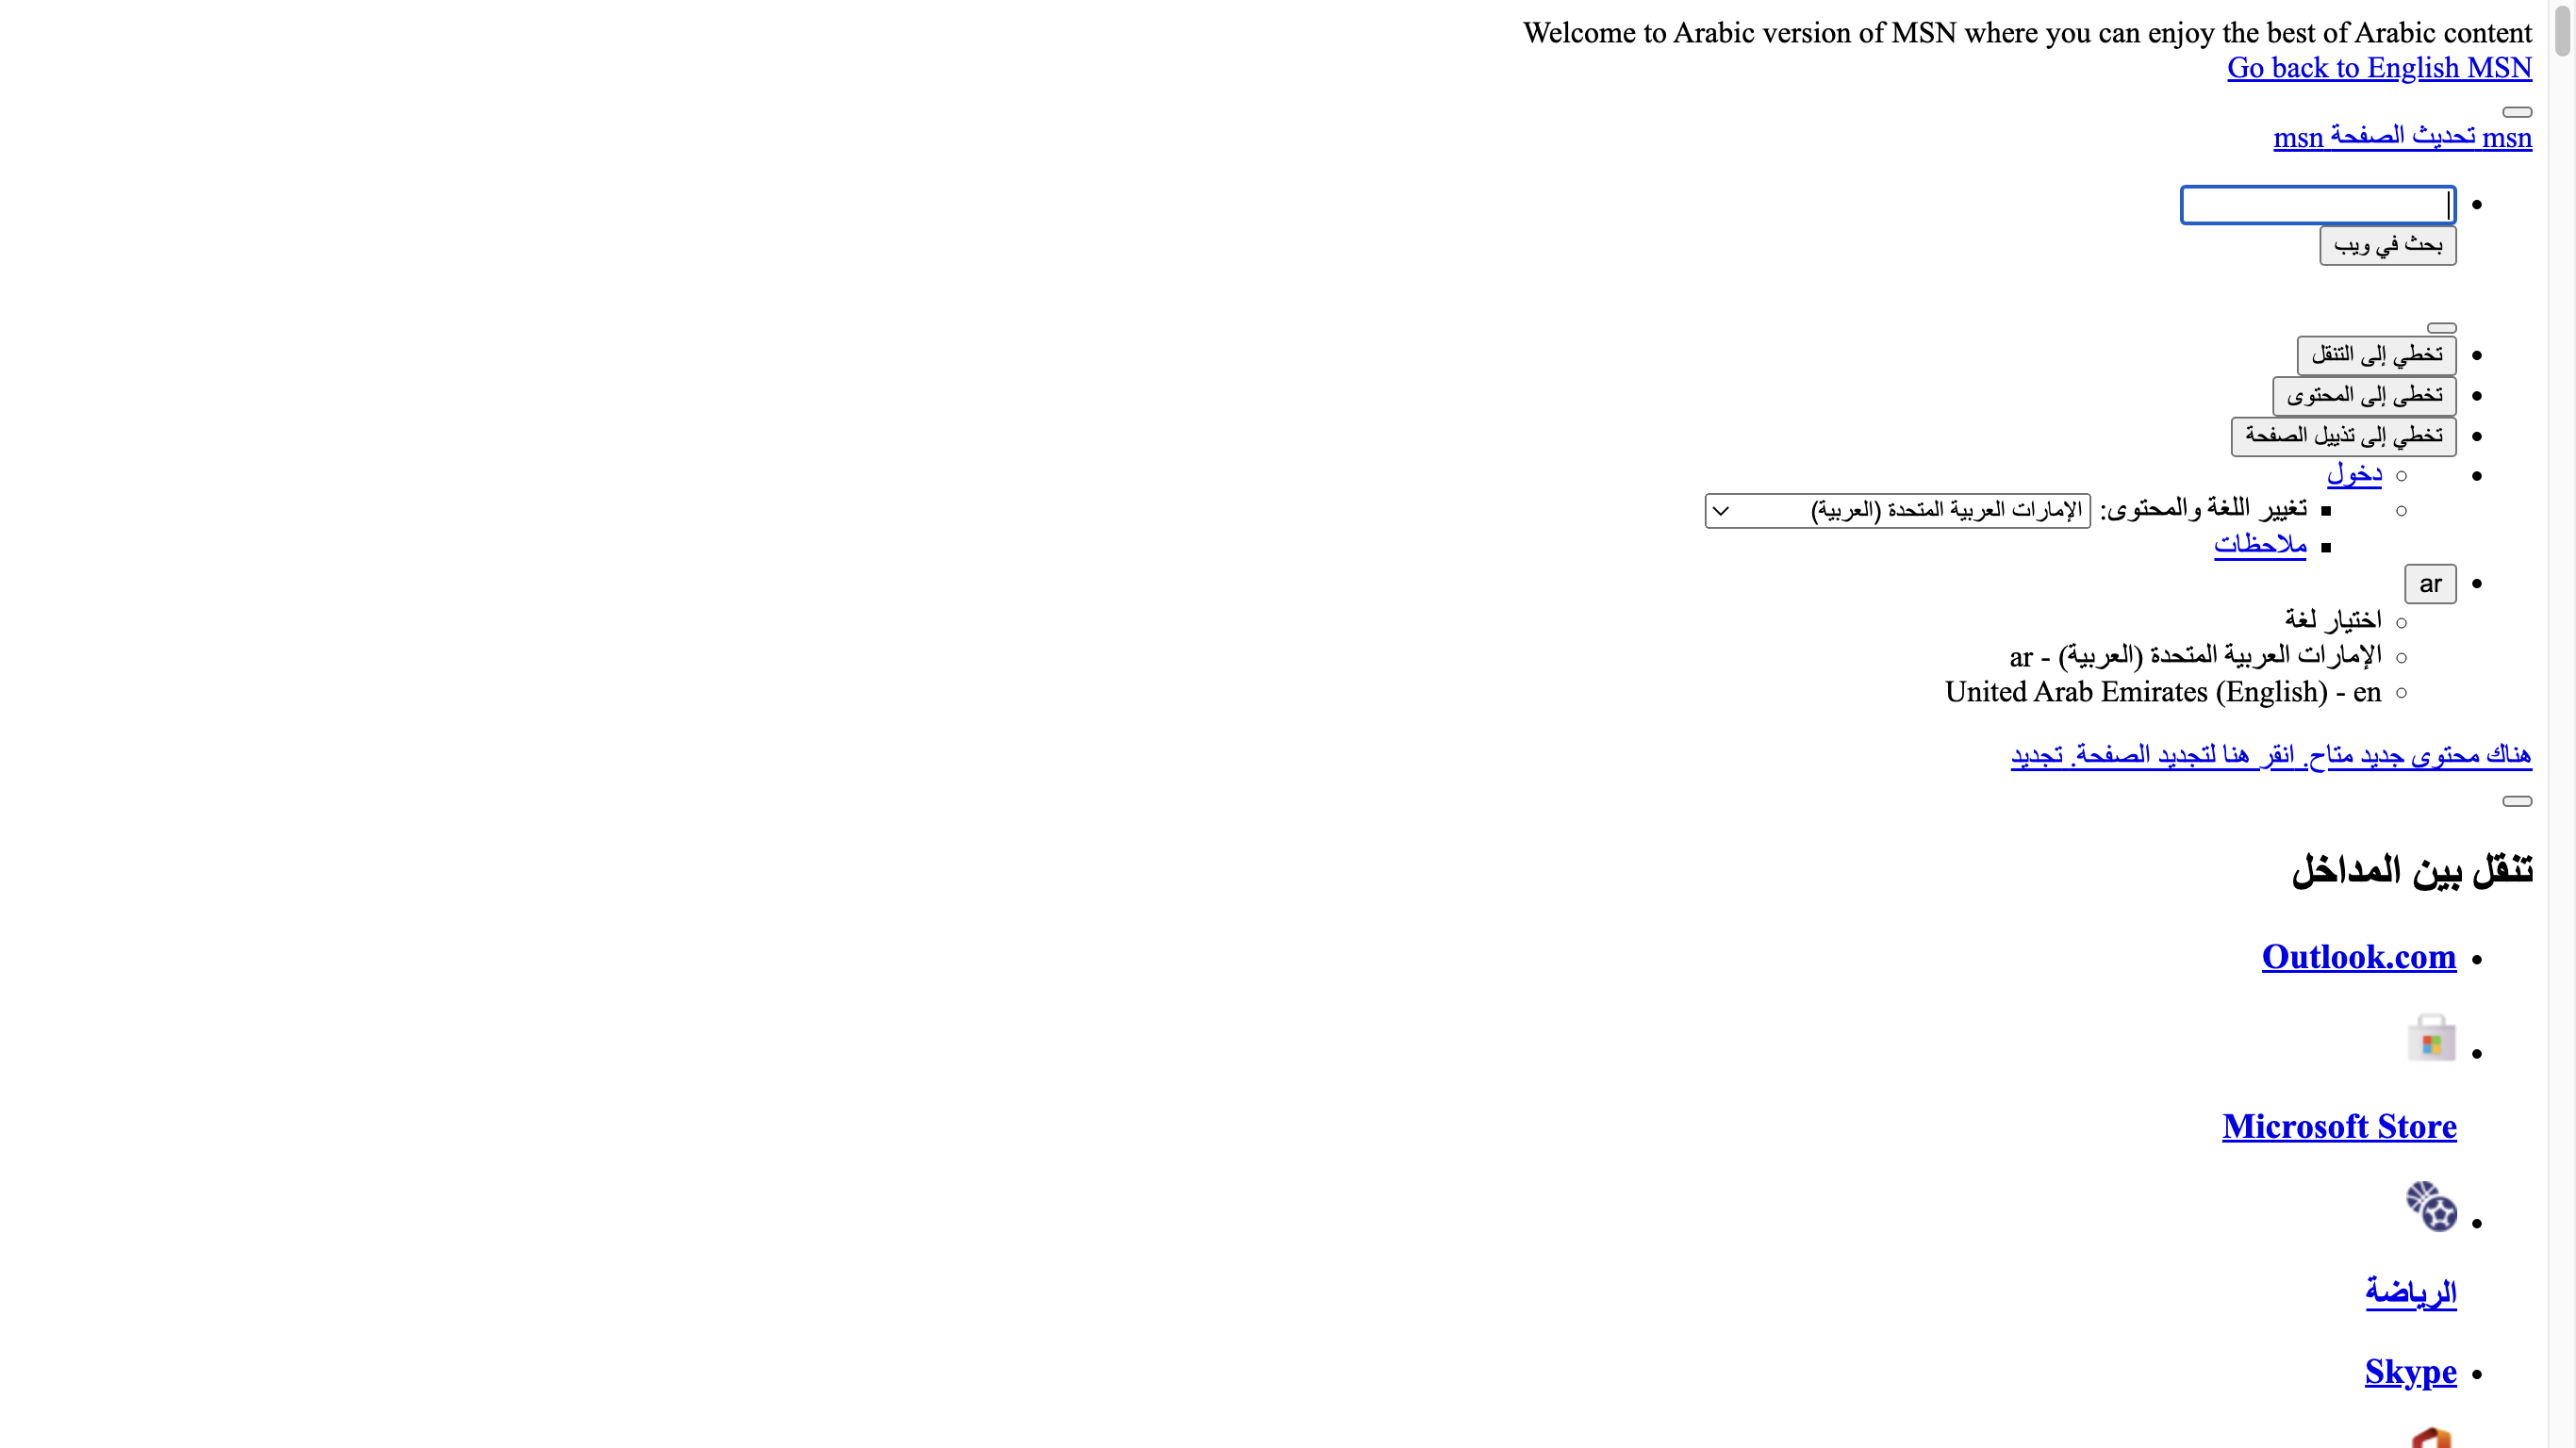 Welcome to Arabic version of MSN where you can enjoy the best of Arabic content
Go back to English MSN
msn تحديث الصفحة msn
بحث في ويب
تخطي إلى التنقل
تخطى إلى المحتوى
تخطي إلى تذييل الصفحة
دخول
تغيير اللغة والمحتوى: الإمارات العربية المتحدة (العربية)
ملاحظات
ar
اختيار لغة
الإمارات العربية المتحدة (العربية) - ar
United Arab Emirates (English) - en
هناك محتوى جديد متاح. انقر هنا لتجديد الصفحة. تجديد
تنقل بين المداخل
Outlook.com
Microsoft Store
الرياضة
Skype